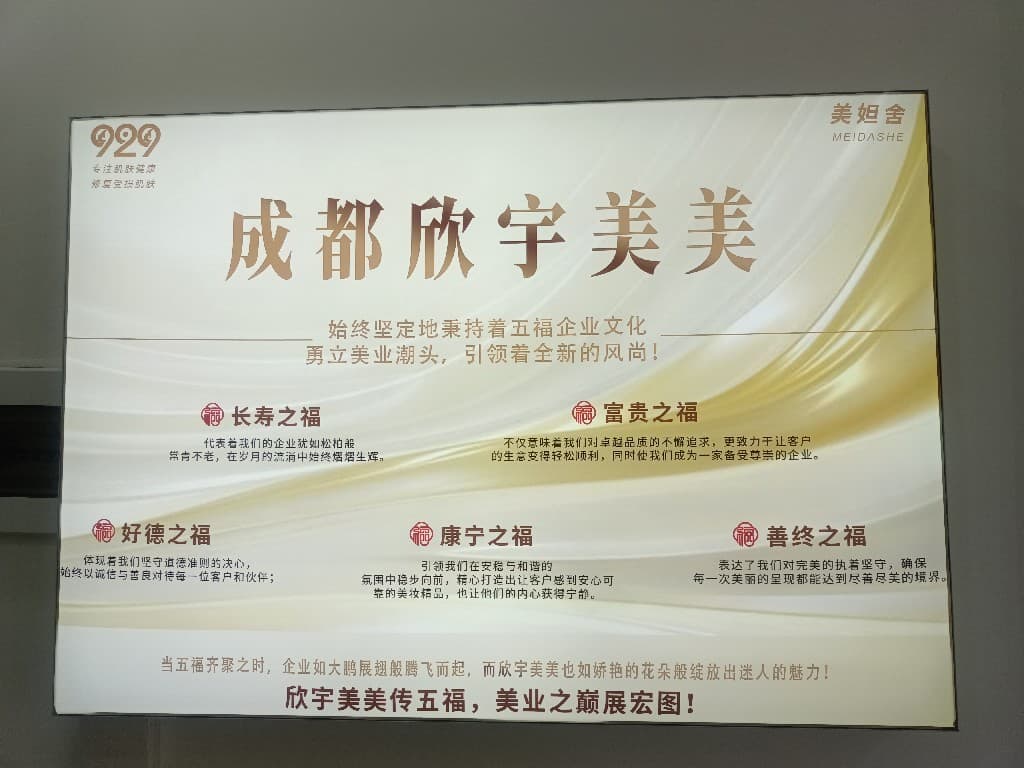 929
专注肌肤健康
修复受损肌肤
美妲舍
MEIDASHE
成都欣宇美美
始终坚定地秉持着五福企业文化
勇立美业潮头，引领着全新的风尚！
福 长寿之福
代表着我们的企业犹如松柏般
常青不老，在岁月的流淌中始终熠熠生辉。
福 富贵之福
不仅意味着我们对卓越品质的不懈追求，更致力于让客户
的生意变得轻松顺利，同时使我们成为一家备受尊崇的企业。
福 好德之福
体现着我们坚守道德准则的决心，
始终以诚信与善良对待每一位客户和伙伴；
福 康宁之福
引领我们在安稳与和谐的
氛围中稳步向前，精心打造出让客户感到安心可
靠的美妆精品，也让他们的内心获得宁静。
福 善终之福
表达了我们对完美的执着坚守，确保
每一次美丽的呈现都能达到尽善尽美的境界。
当五福齐聚之时，企业如大鹏展翅般腾飞而起，而欣宇美美也如娇艳的花朵般绽放出迷人的魅力！
欣宇美美传五福，美业之巅展宏图！